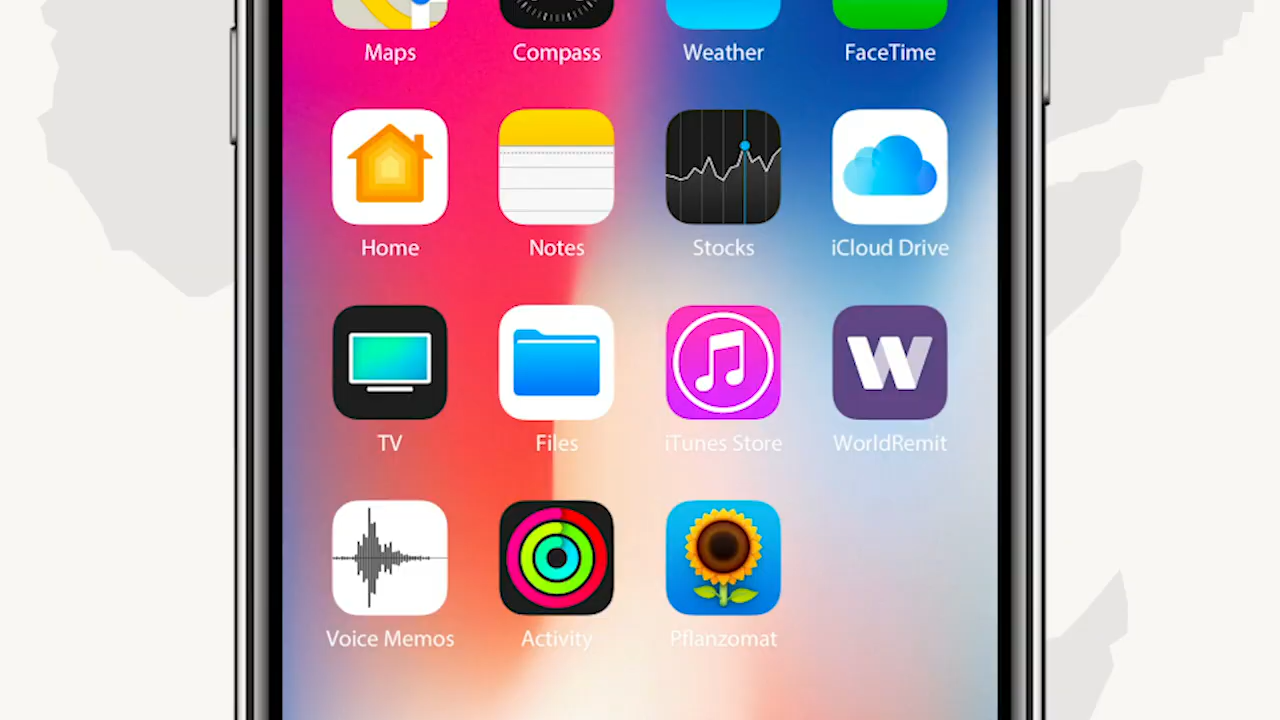 Maps Compass Weather FaceTime
Home Notes Stocks iCloud Drive
W
TV Files iTunes Store WorldRemit
Voice Memos Activity Pflanzomat